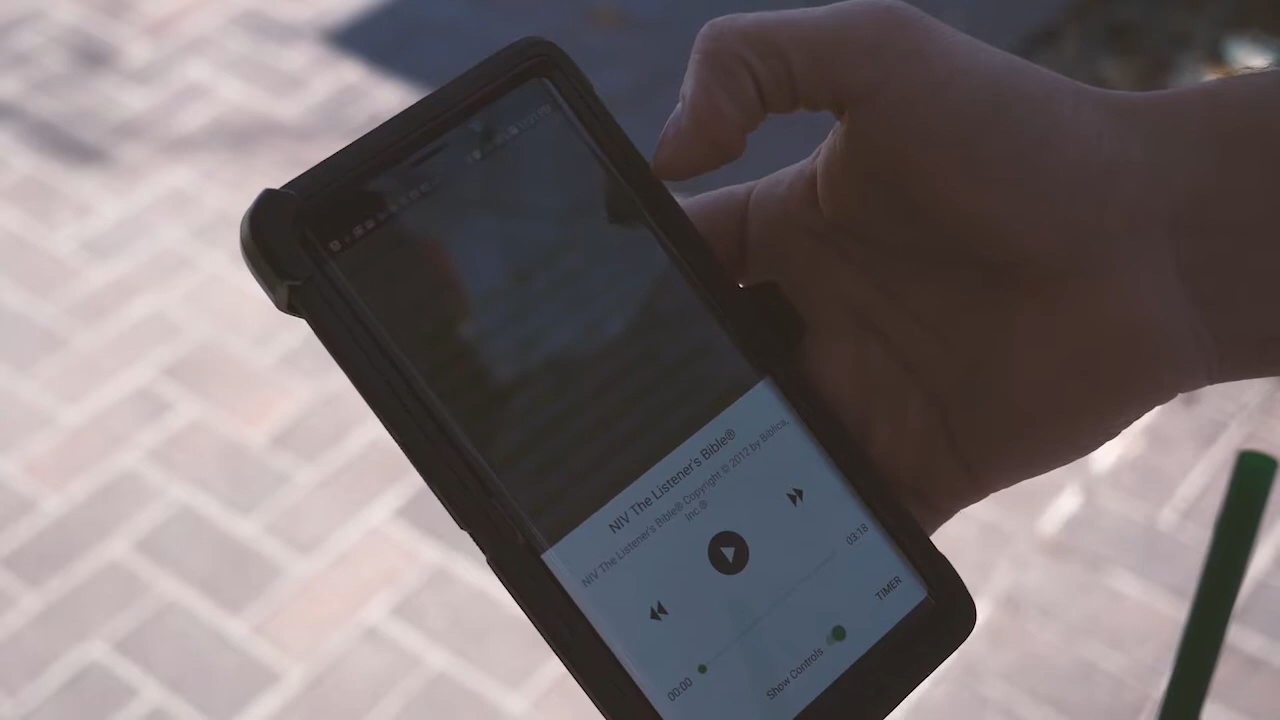 NIV The Listener's Bible®
NIV The Listener's Bible® Copyright © 2012 by Biblica,
Inc.®
00:00
03:18
TIMER
Show Controls